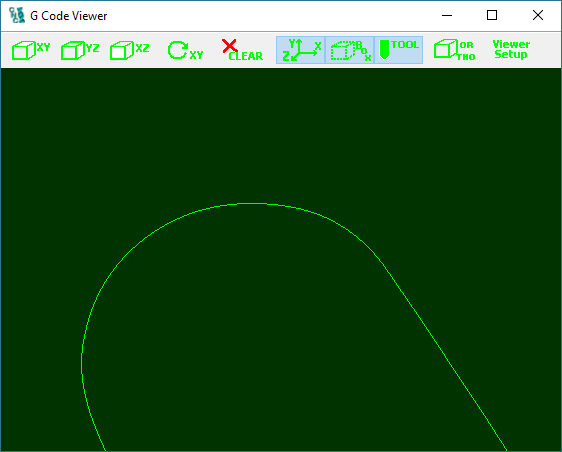 G Code Viewer
XY
YZ
XZ
XY
CLEAR
Y X
Z
B
O
X
TOOL
OR
THO
Viewer
Setup